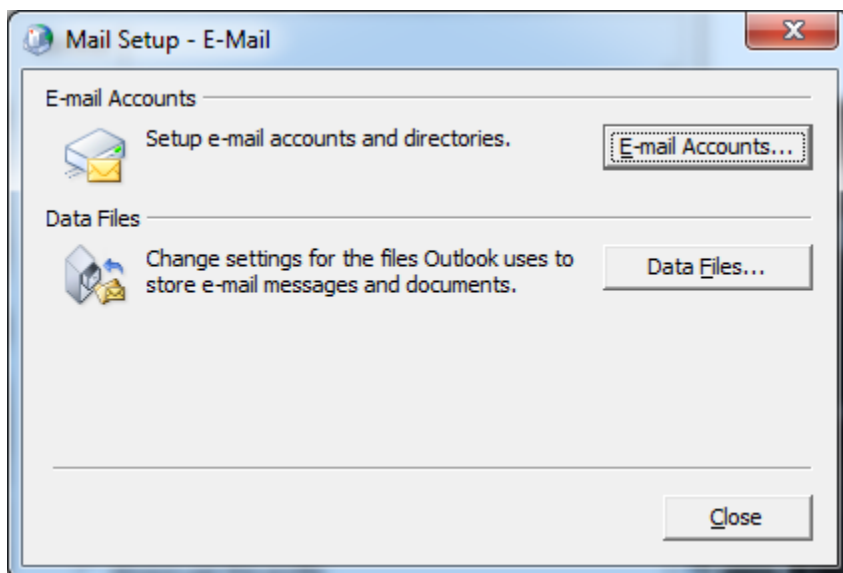 Mail Setup - E-Mail
E-mail Accounts
Setup e-mail accounts and directories.
E-mail Accounts...
Data Files
Change settings for the files Outlook uses to
store e-mail messages and documents.
Data Files...
Close